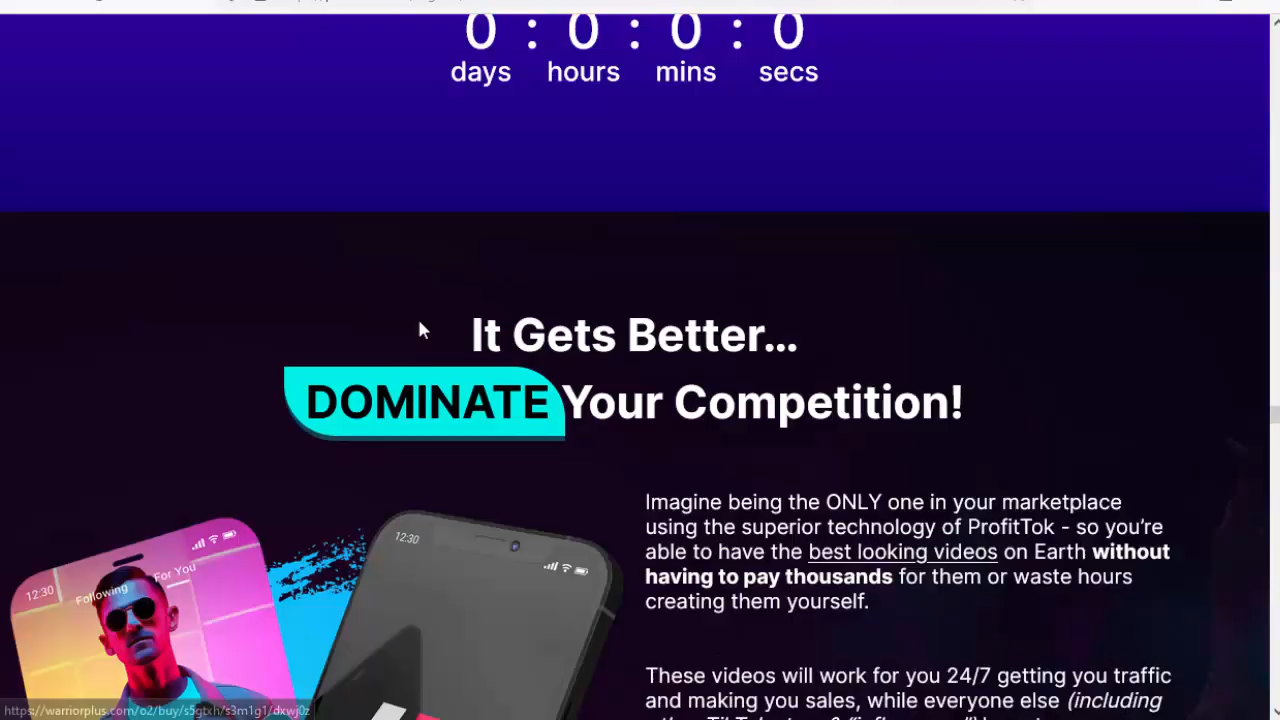 0 : 0 : 0 : 0
days hours mins secs
It Gets Better...
DOMINATE Your Competition!
Imagine being the ONLY one in your marketplace
using the superior technology of ProfitTok - so you're
able to have the best looking videos on Earth without
having to pay thousands for them or waste hours
creating them yourself.
12:30
Following
For You
12:30
These videos will work for you 24/7 getting you traffic
and making you sales, while everyone else (including
https://warriorplus.com/o2/buy/s5gtxh/s3m1g1/dxwj0z